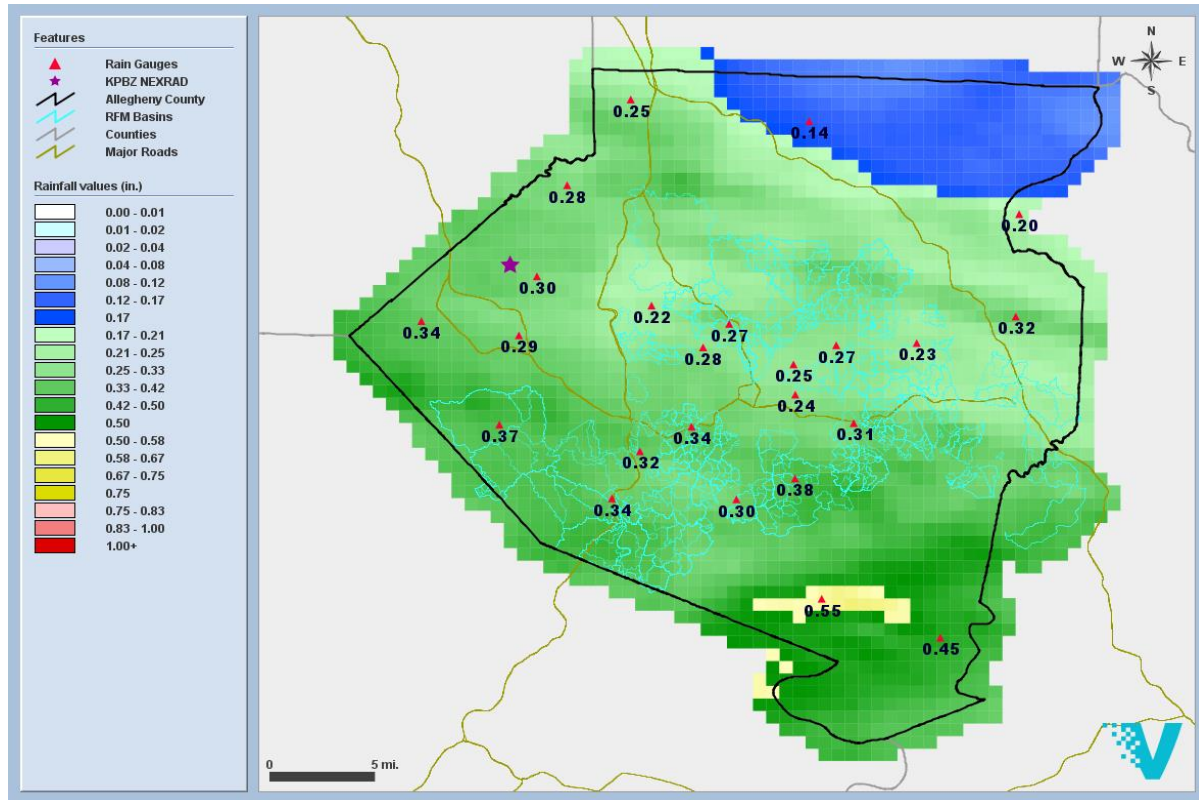 Features
Rain Gauges
KPBZ NEXRAD
Allegheny County
RFM Basins
Counties
Major Roads
Rainfall values (in.)
0.00 - 0.01
0.01 - 0.02
0.02 - 0.04
0.04 - 0.08
0.08 - 0.12
0.12 - 0.17
0.17
0.17 - 0.21
0.21 - 0.25
0.25 - 0.33
0.33 - 0.42
0.42 - 0.50
0.50
0.50 - 0.58
0.58 - 0.67
0.67 - 0.75
0.75
0.75 - 0.83
0.83 - 1.00
1.00+
N
W E
S
0.25
0.14
0.28
0.20
0.30
0.22
0.32
0.34
0.29
0.27
0.28
0.27
0.23
0.25
0.24
0.37
0.34
0.31
0.32
0.38
0.34
0.30
0.55
0.45
0 5 mi.
V